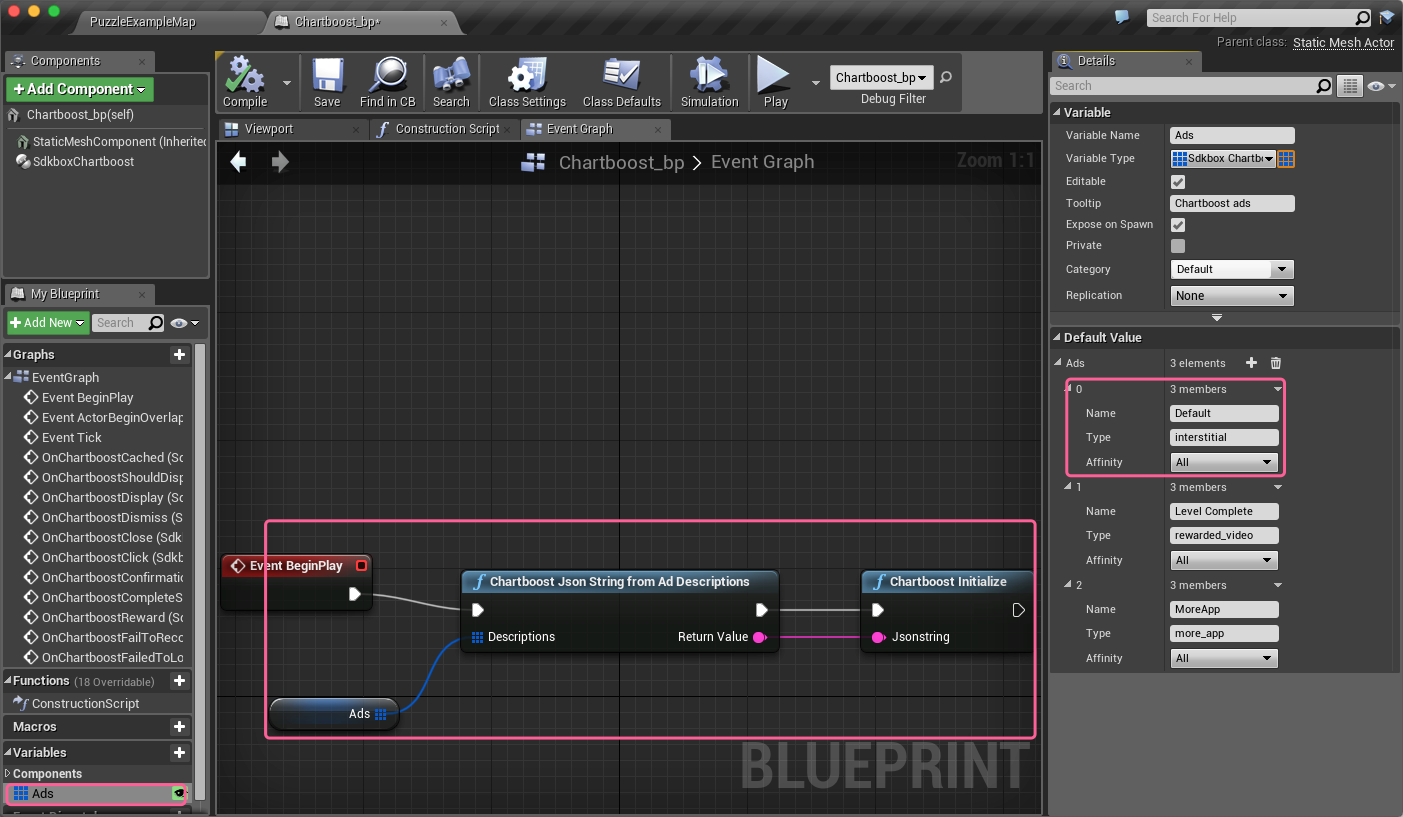 PuzzleExampleMap
Chartboost_bp*
Search For Help
Parent class: Static Mesh Actor
Components
+Add Component
Chartboost_bp(self)
StaticMeshComponent (Inherited
SdkboxChartboost
My Blueprint
+Add New
Search
Graphs
EventGraph
Event BeginPlay
Event ActorBeginOverlap
Event Tick
OnChartboostCached (Sd
OnChartboostShouldDisp
OnChartboostDisplay (Sd
OnChartboostDismiss (S
OnChartboostClose (Sdk
OnChartboostClick (Sdkb
OnChartboostConfirmatio
OnChartboostCompleteS
OnChartboostReward (Sd
OnChartboostFailToReco
OnChartboostFailedToLo
Functions (18 Overridable)
ConstructionScript
Macros
Variables
Components
Ads
Compile
Save
Find in CB
Search
Class Settings
Class Defaults
Simulation
Play
Chartboost_bp
Debug Filter
Viewport
Construction Script
Event Graph
Chartboost_bp > Event Graph
Zoom 1:1
Event BeginPlay
Chartboost Json String from Ad Descriptions
Descriptions
Return Value
Chartboost Initialize
Jsonstring
Ads
BLUEPRINT
Details
Search
Variable
Variable Name Ads
Variable Type Sdkbox Chartbo
Editable
Tooltip Chartboost ads
Expose on Spawn
Private
Category Default
Replication None
Default Value
Ads 3 elements
0 3 members
Name Default
Type interstitial
Affinity All
1 3 members
Name Level Complete
Type rewarded_video
Affinity All
2 3 members
Name MoreApp
Type more_app
Affinity All